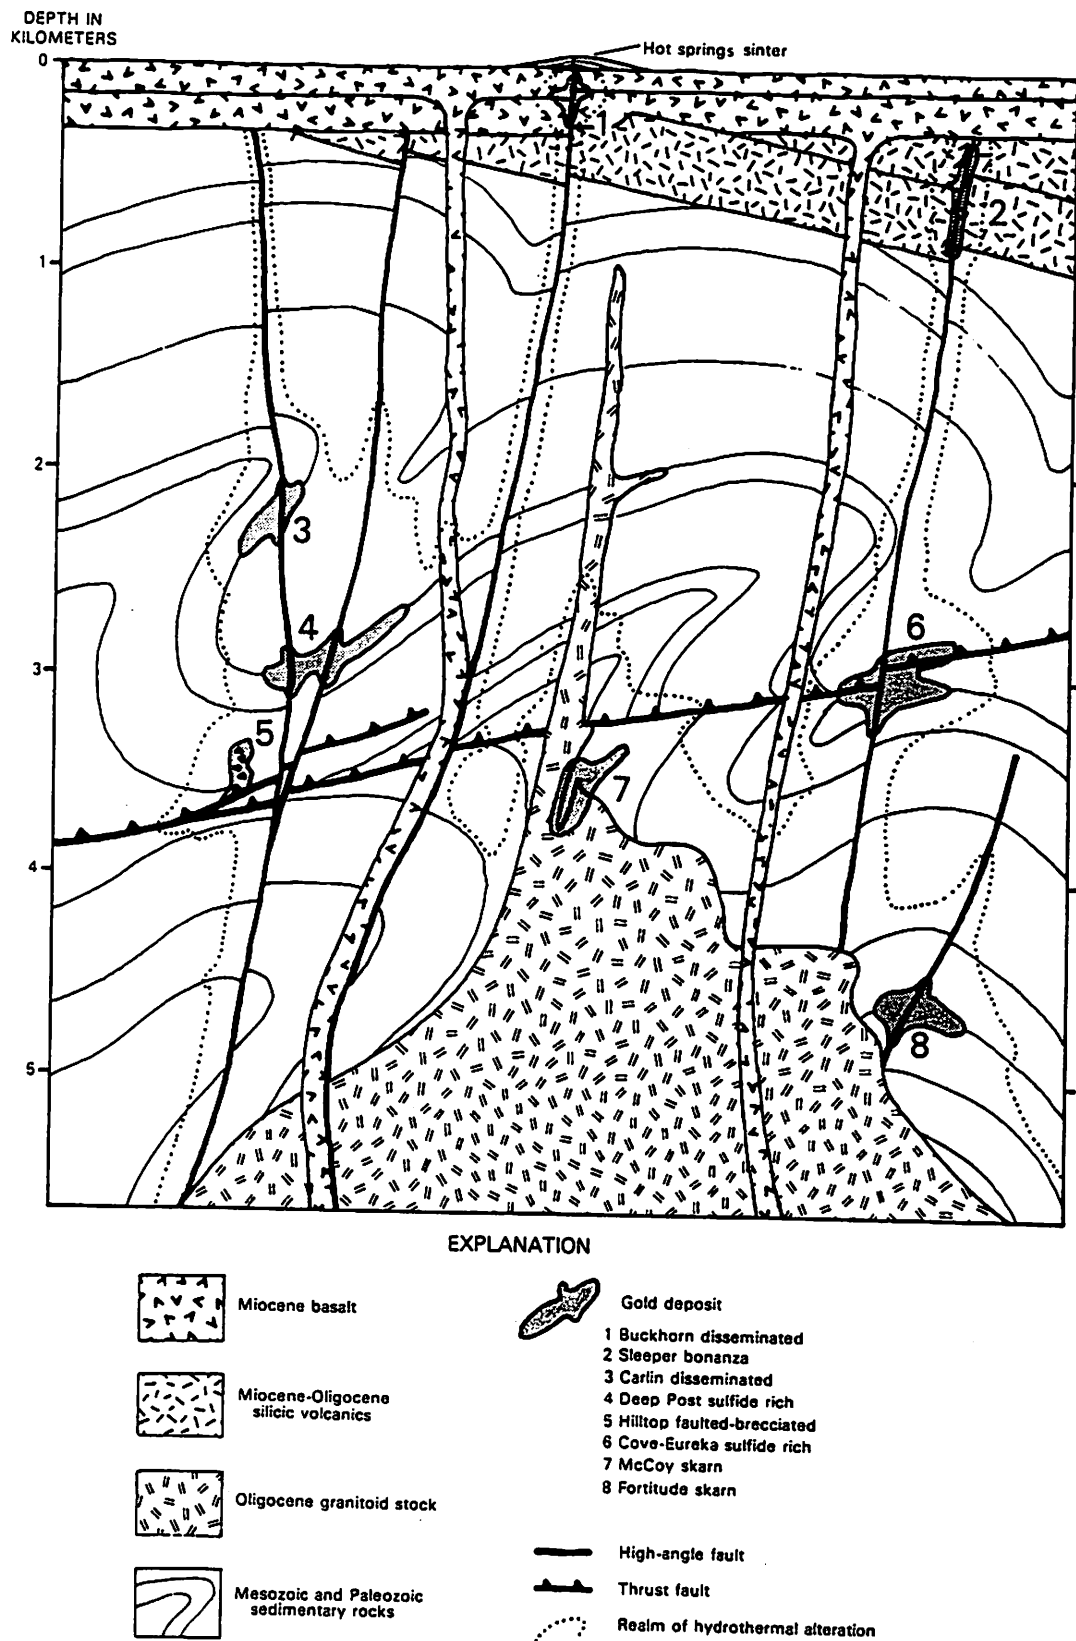 DEPTH IN
KILOMETERS
Hot springs sinter
0
1
2
1
2
3
4
6
3
5
7
4
8
5
EXPLANATION
Miocene basalt
Miocene-Oligocene
silicic volcanics
Oligocene granitoid stock
Mesozoic and Paleozoic
sedimentary rocks
Gold deposit
1 Buckhorn disseminated
2 Sleeper bonanza
3 Carlin disseminated
4 Deep Post sulfide rich
5 Hilltop faulted-brecciated
6 Cove-Eureka sulfide rich
7 McCoy skarn
8 Fortitude skarn
High-angle fault
Thrust fault
Realm of hydrothermal alteration